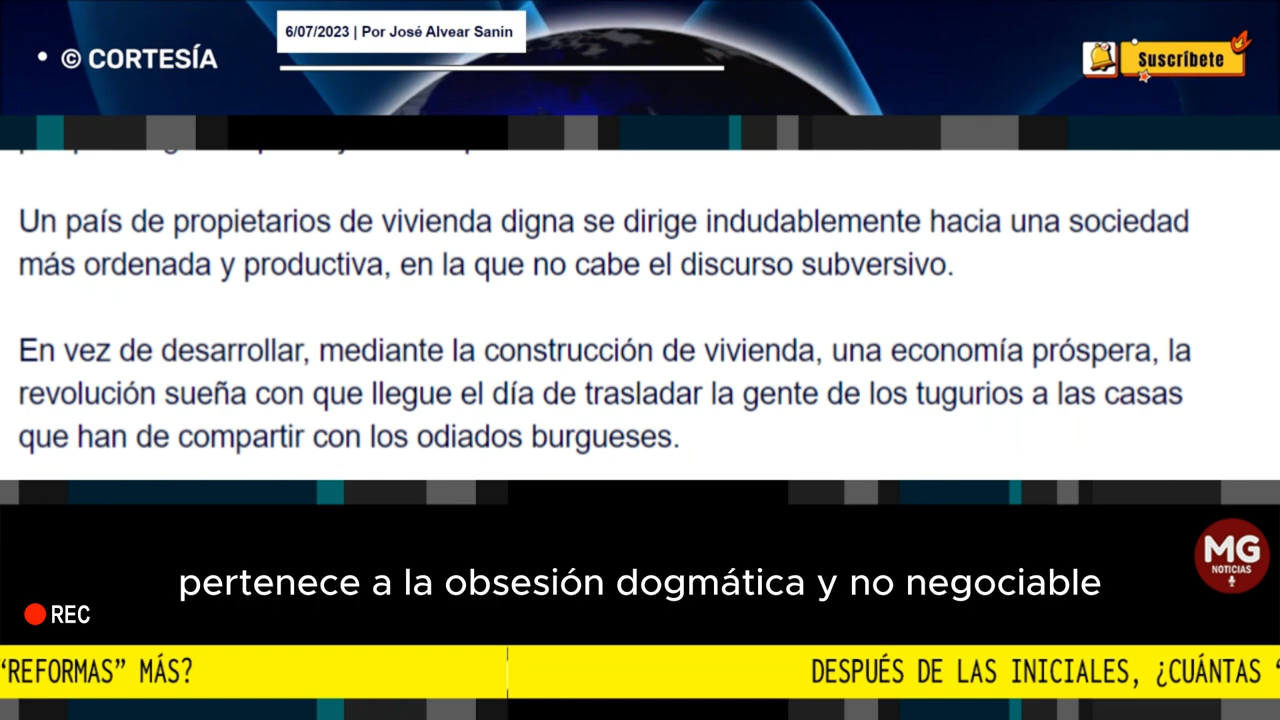 6/07/2023 | Por José Alvear Sanín
• © CORTESÍA
Suscríbete
Un país de propietarios de vivienda digna se dirige indudablemente hacia una sociedad
más ordenada y productiva, en la que no cabe el discurso subversivo.
En vez de desarrollar, mediante la construcción de vivienda, una economía próspera, la
revolución sueña con que llegue el día de trasladar la gente de los tugurios a las casas
que han de compartir con los odiados burgueses.
MG
NOTICIAS
pertenece a la obsesión dogmática y no negociable
REC
“REFORMAS” MÁS?
DESPUÉS DE LAS INICIALES, ¿CUÁNTAS “